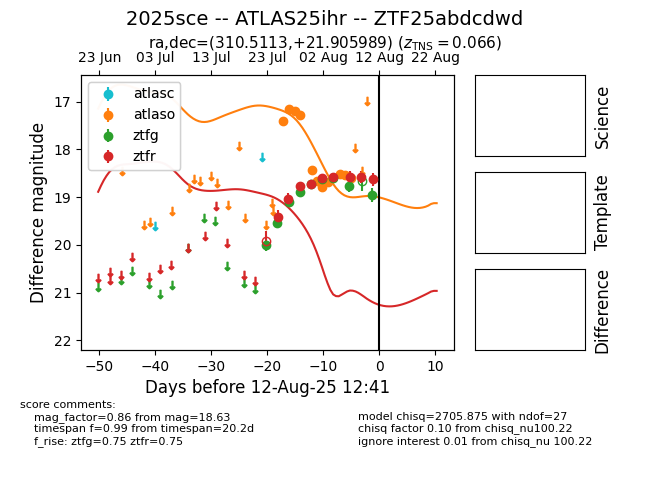 2025sce -- ATLAS25ihr -- ZTF25abdcdwd
ra,dec=(310.5113,+21.905989) (z_TNS = 0.066)
23 Jun 03 Jul 13 Jul 23 Jul 02 Aug 12 Aug 22 Aug
atlasc
atlaso
ztfg
ztfr
17
18
19
20
21
22
Difference magnitude
−50 −40 −30 −20 −10 0 10
Days before 12-Aug-25 12:41
Science
Template
Difference
score comments:
mag_factor=0.86 from mag=18.63
timespan f=0.99 from timespan=20.2d
f_rise: ztfg=0.75 ztfr=0.75
model chisq=2705.875 with ndof=27
chisq factor 0.10 from chisq_nu100.22
ignore interest 0.01 from chisq_nu 100.22